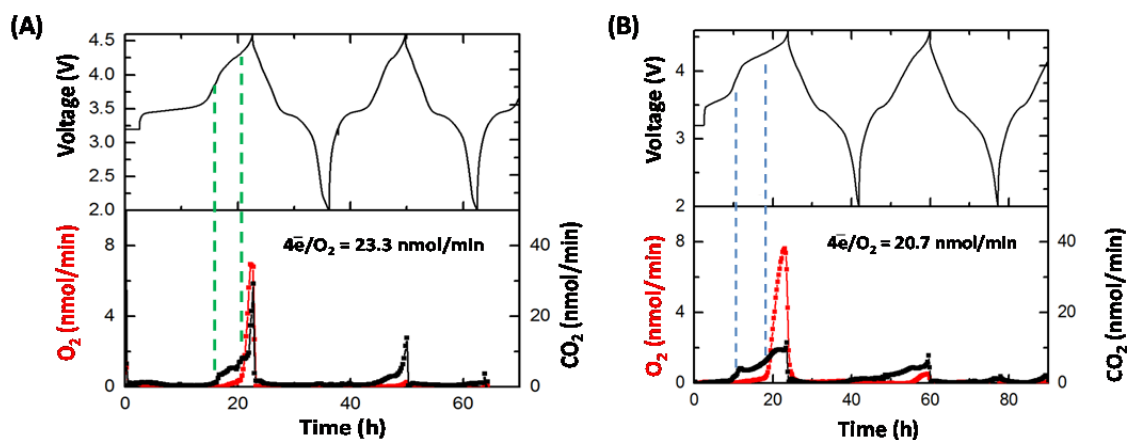 (A)
Voltage (V)
4.5
4.0
3.5
3.0
2.5
2.0
O₂ (nmol/min)
8
4
0
4e̅/O₂ = 23.3 nmol/min
40
20
0
CO₂ (nmol/min)
0 20 40 60
Time (h)
(B)
Voltage (V)
4
3
2
O₂ (nmol/min)
8
6
4
2
0
4e̅/O₂ = 20.7 nmol/min
40
20
0
CO₂ (nmol/min)
0 20 40 60 80
Time (h)